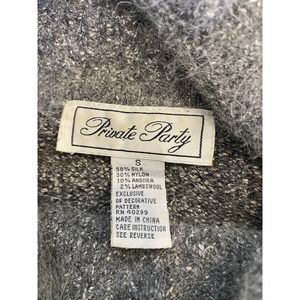 Private Party
S
58% SILK
30% NYLON
10% ANGORA
2% LAMBSWOOL
EXCLUSIVE
OF DECORATIVE
PATTERN
RN 40299
MADE IN CHINA
CARE INSTRUCTION
SEE REVERSE